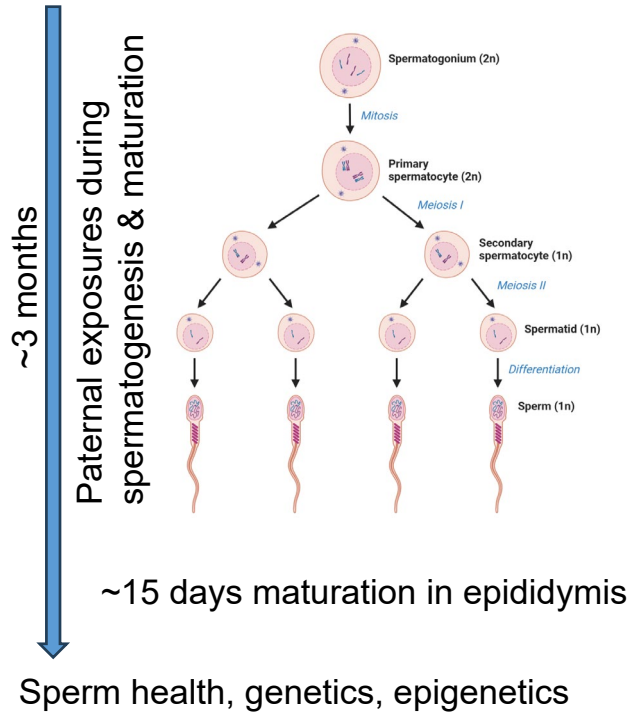 ~3 months
Paternal exposures during
spermatogenesis & maturation
Spermatogonium (2n)
Mitosis
Primary
spermatocyte (2n)
Meiosis I
Secondary
spermatocyte (1n)
Meiosis II
Spermatid (1n)
Differentiation
Sperm (1n)
~15 days maturation in epididymis
Sperm health, genetics, epigenetics